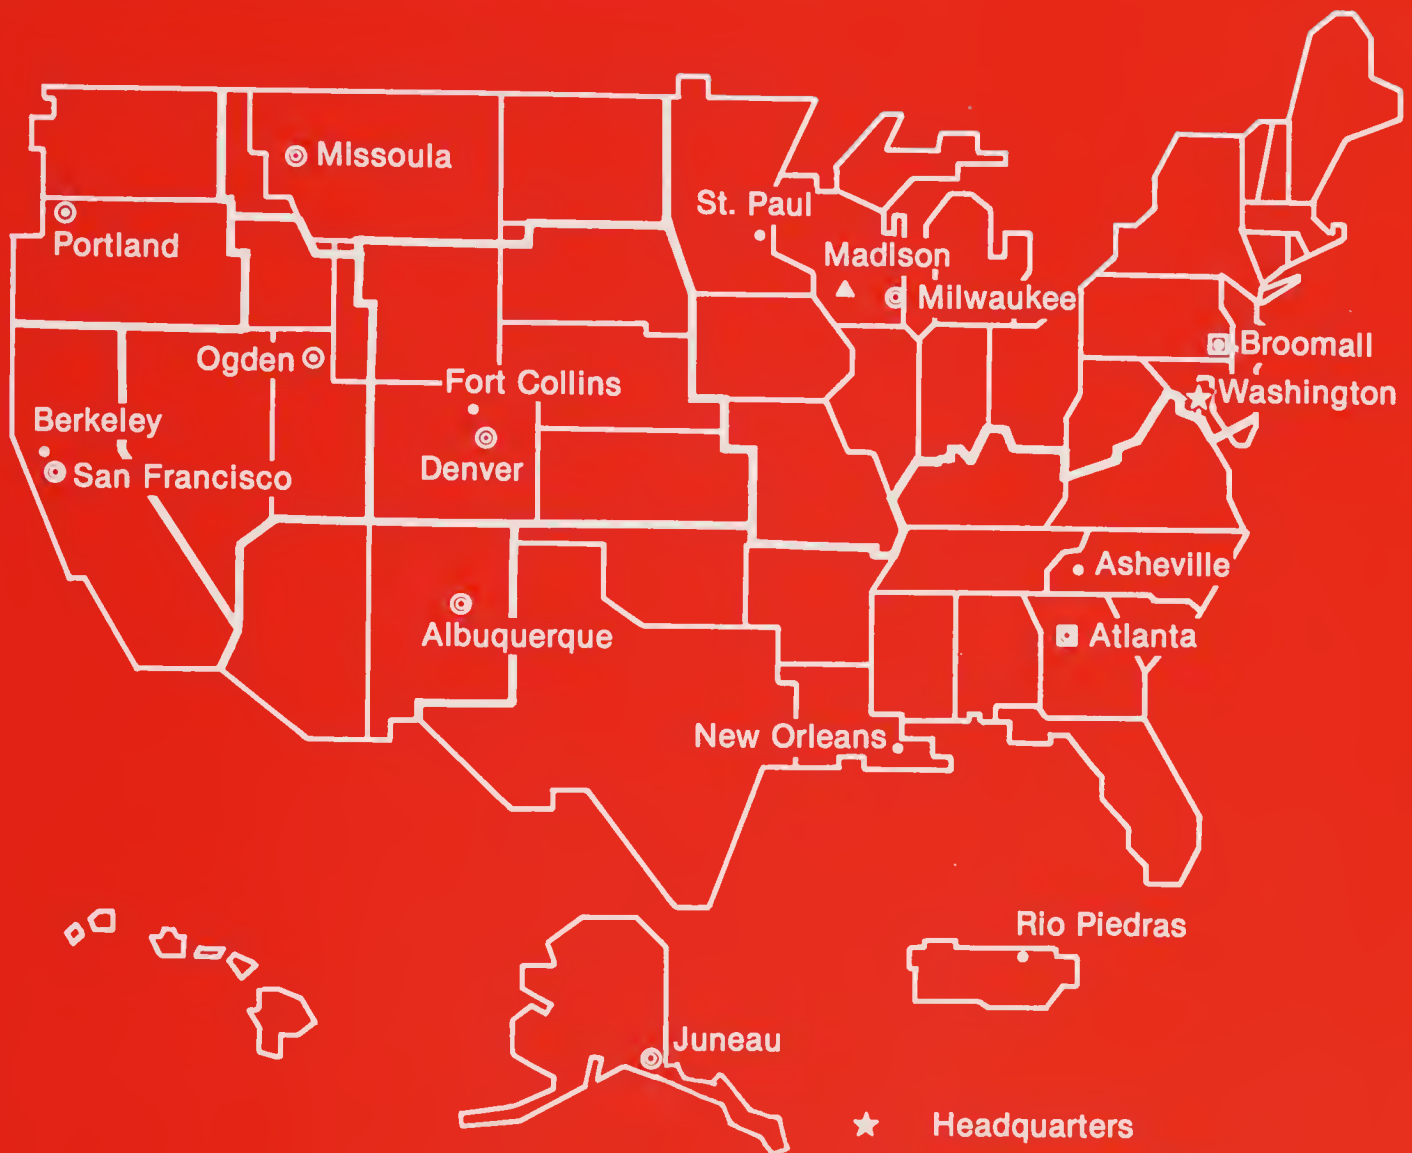 Missoula
St. Paul
Portland
Madison
Milwaukee
Broomall
Ogden
Fort Collins
Washington
Berkeley
Denver
San Francisco
Asheville
Albuquerque
Atlanta
New Orleans
Rio Piedras
Juneau
Headquarters